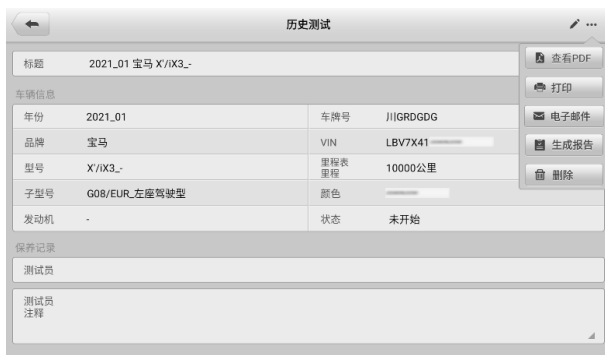 历史测试
标题 2021_01 宝马 X'/iX3_-
查看PDF
车辆信息
打印
年份 2021_01 车牌号 川GRDGDG
电子邮件
品牌 宝马 VIN LBV7X41
生成报告
型号 X'/iX3_- 里程表里程 10000公里
删除
子型号 G08/EUR_左座驾驶型 颜色
发动机 - 状态 未开始
保养记录
测试员
测试员
注释